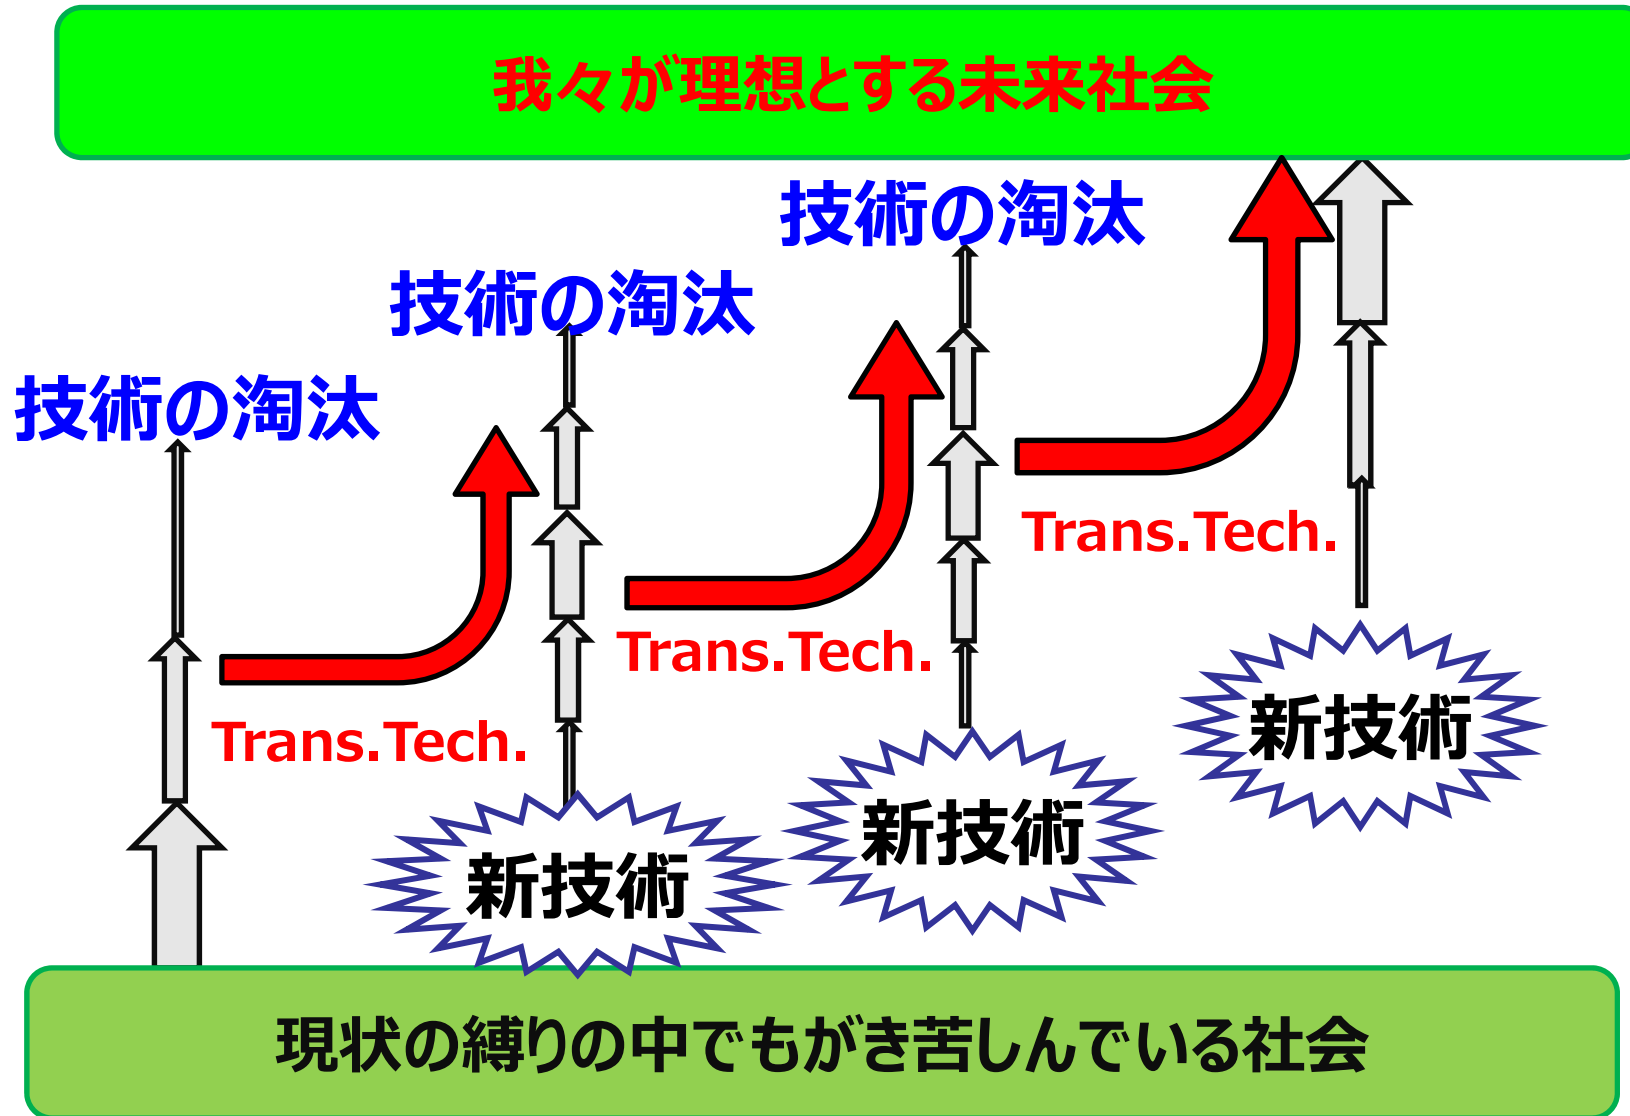 我々が理想とする未来社会
技術の淘汰
技術の淘汰
技術の淘汰
Trans.Tech.
Trans.Tech.
Trans.Tech.
新技術
新技術
新技術
現状の縛りの中でもがき苦しんでいる社会